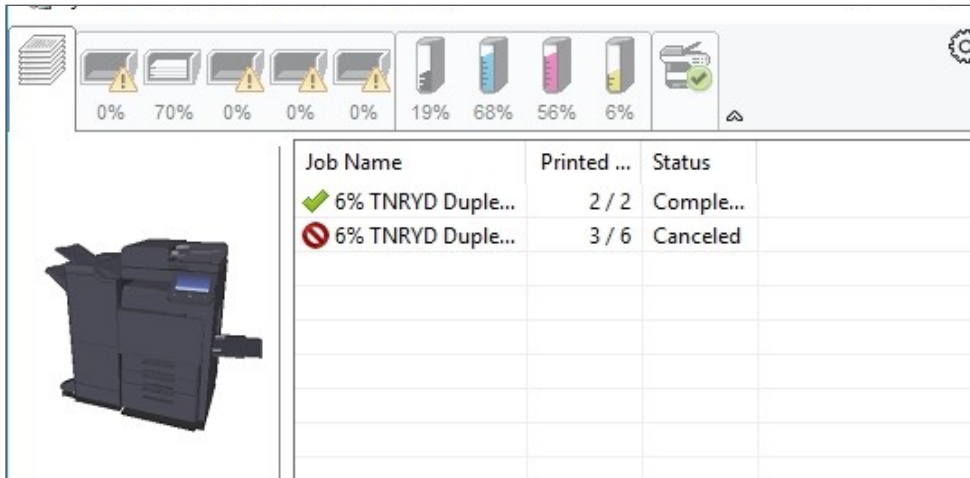 0% 70% 0% 0% 0% 19% 68% 56% 6%
Job Name Printed ... Status
6% TNRYD Duple... 2 / 2 Comple...
6% TNRYD Duple... 3 / 6 Canceled